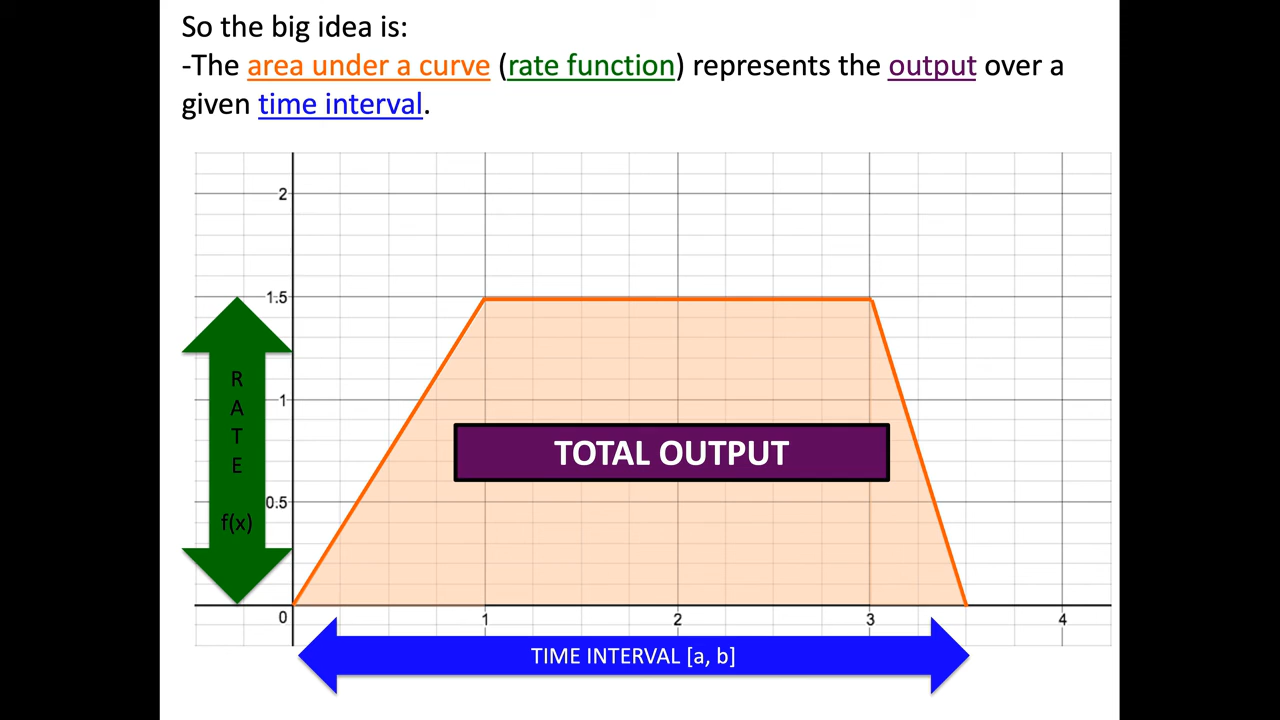 So the big idea is:
-The area under a curve (rate function) represents the output over a
given time interval.
2
1.5
1
0.5
0
1
2
3
4
R
A
T
E
f(x)
TOTAL OUTPUT
TIME INTERVAL [a, b]